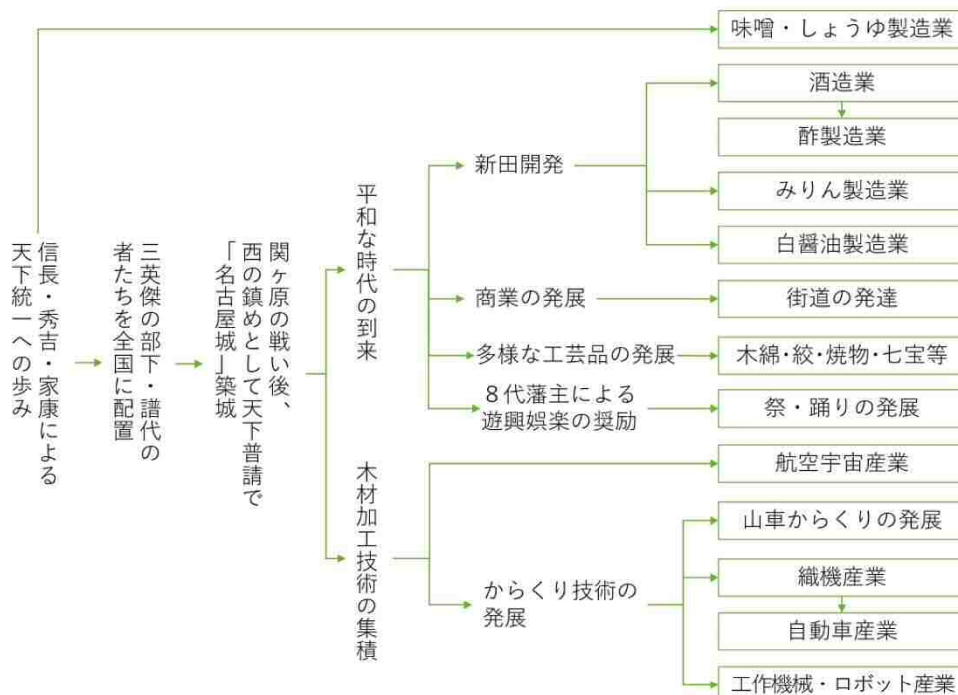 信長・秀吉・家康による
天下統一への歩み
三英傑の部下・譜代の
者たちを全国に配置
関ヶ原の戦い後、
西の鎮めとして天下普請で
「名古屋城」築城
平和な時代の到来
新田開発
商業の発展
多様な工芸品の発展
８代藩主による
遊興娯楽の奨励
木材加工技術の集積
からくり技術の
発展
味噌・しょうゆ製造業
酒造業
酢製造業
みりん製造業
白醤油製造業
街道の発達
木綿・絞・焼物・七宝等
祭・踊りの発展
航空宇宙産業
山車からくりの発展
織機産業
自動車産業
工作機械・ロボット産業